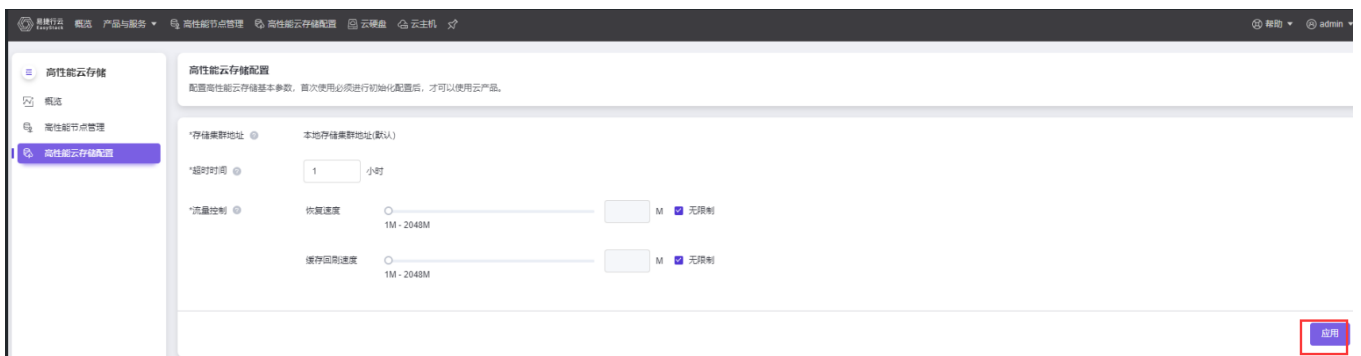 易捷行云 EasyStack 概览 产品与服务 高性能节点管理 高性能云存储配置 云硬盘 云主机 帮助 admin
高性能云存储
概览
高性能节点管理
高性能云存储配置
高性能云存储配置
配置高性能云存储基本参数，首次使用必须进行初始化配置后，才可以使用云产品。
*存储集群地址 本地存储集群地址(默认)
*超时时间 1 小时
*流量控制 恢复速度 M 无限制
1M - 2048M
缓存回刷速度 M 无限制
1M - 2048M
应用